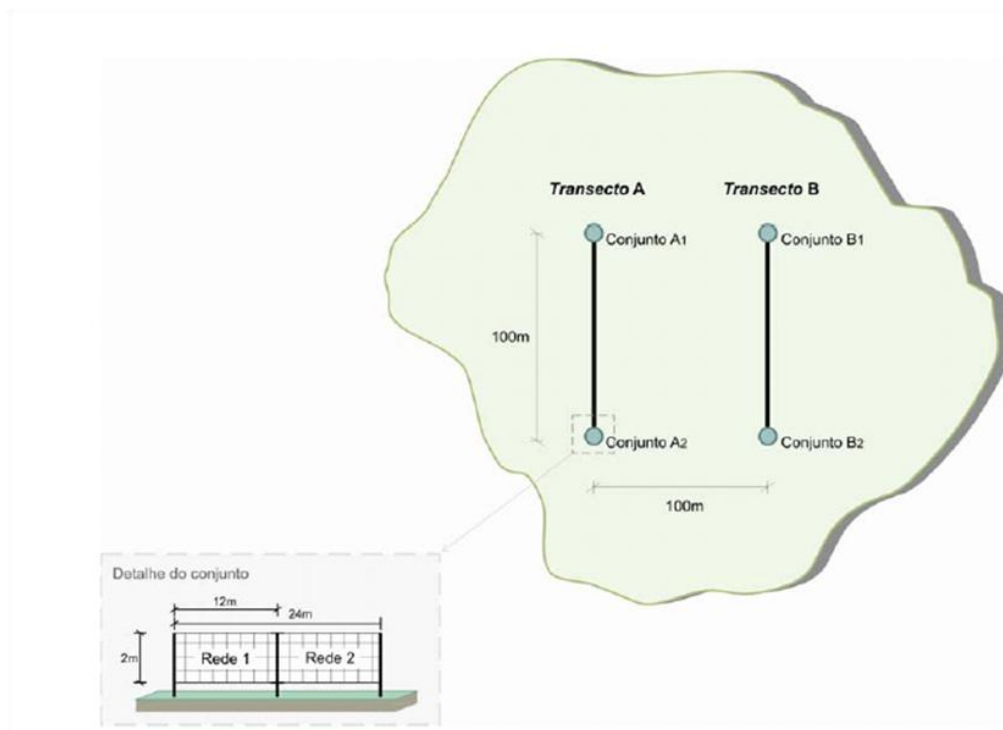 Transecto A
Transecto B
Conjunto A1
Conjunto B1
100m
Conjunto A2
Conjunto B2
100m
Detalhe do conjunto
12m
24m
2m
Rede 1
Rede 2